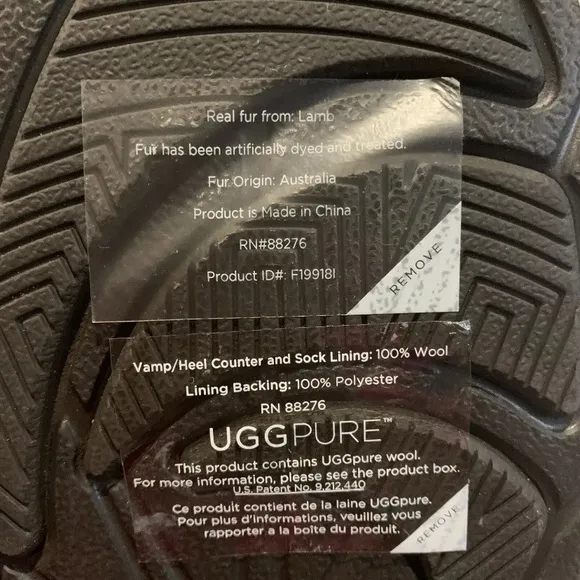 Real fur from: Lamb
Fur has been artificially dyed and treated.
Fur Origin: Australia
Product is Made in China
RN#88276
Product ID#: F19918I
REMOVE
Vamp/Heel Counter and Sock Lining: 100% Wool
Lining Backing: 100% Polyester
RN 88276
UGGPURE™
This product contains UGGpure wool.
For more information, please see the product box.
U.S. Patent No. 9,212,440
Ce produit contient de la laine UGGpure.
Pour plus d'informations, veuillez vous
rapporter a la boîte du produit.
REMOVE